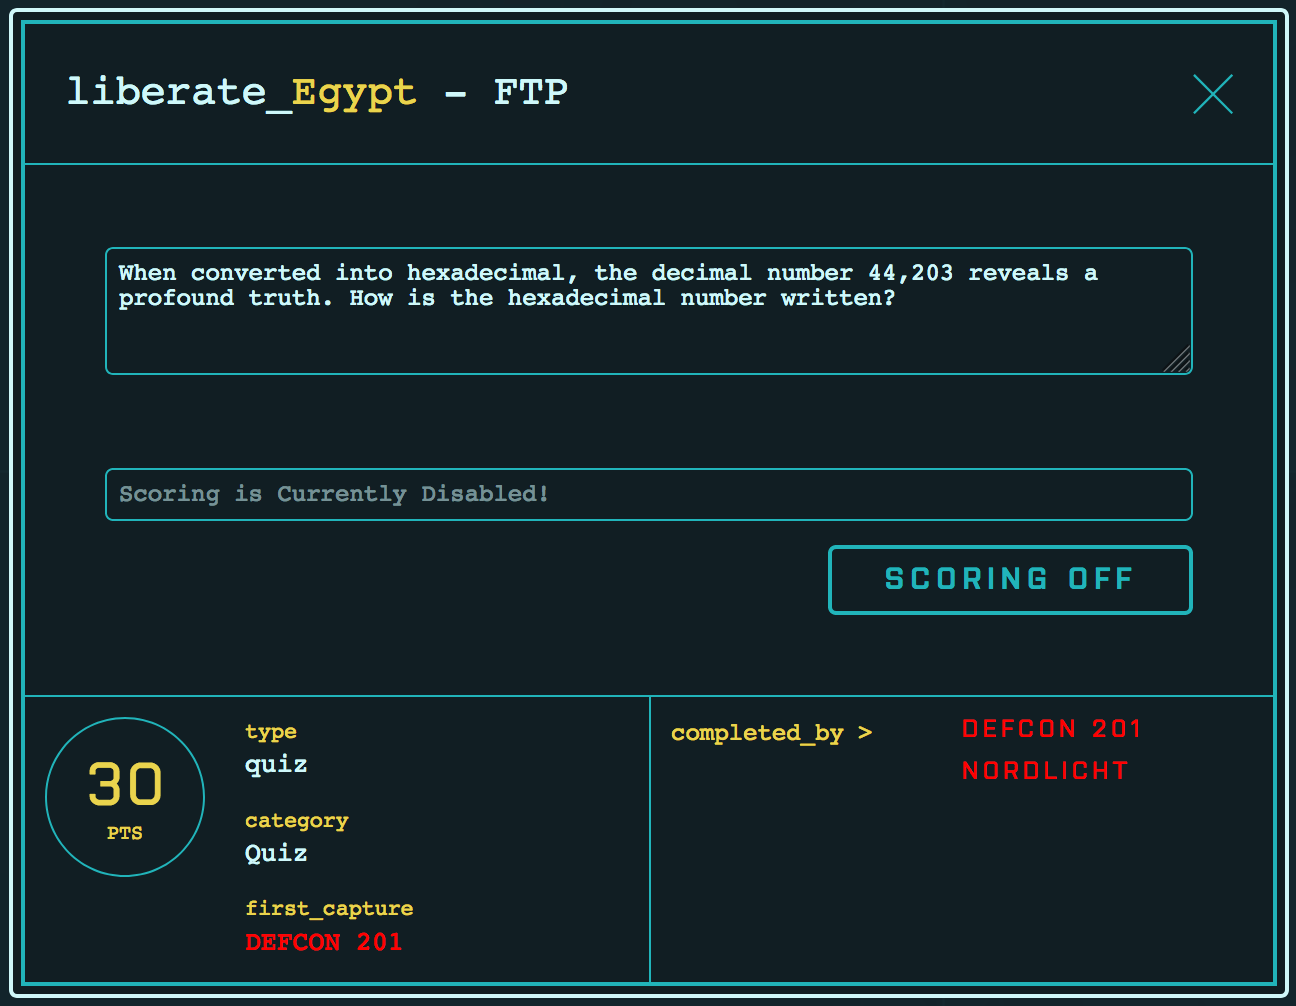 liberate_Egypt - FTP
When converted into hexadecimal, the decimal number 44,203 reveals a
profound truth. How is the hexadecimal number written?
Scoring is Currently Disabled!
SCORING OFF
30
PTS
type
quiz
category
Quiz
first_capture
DEFCON 201
completed_by >
DEFCON 201
NORDLICHT